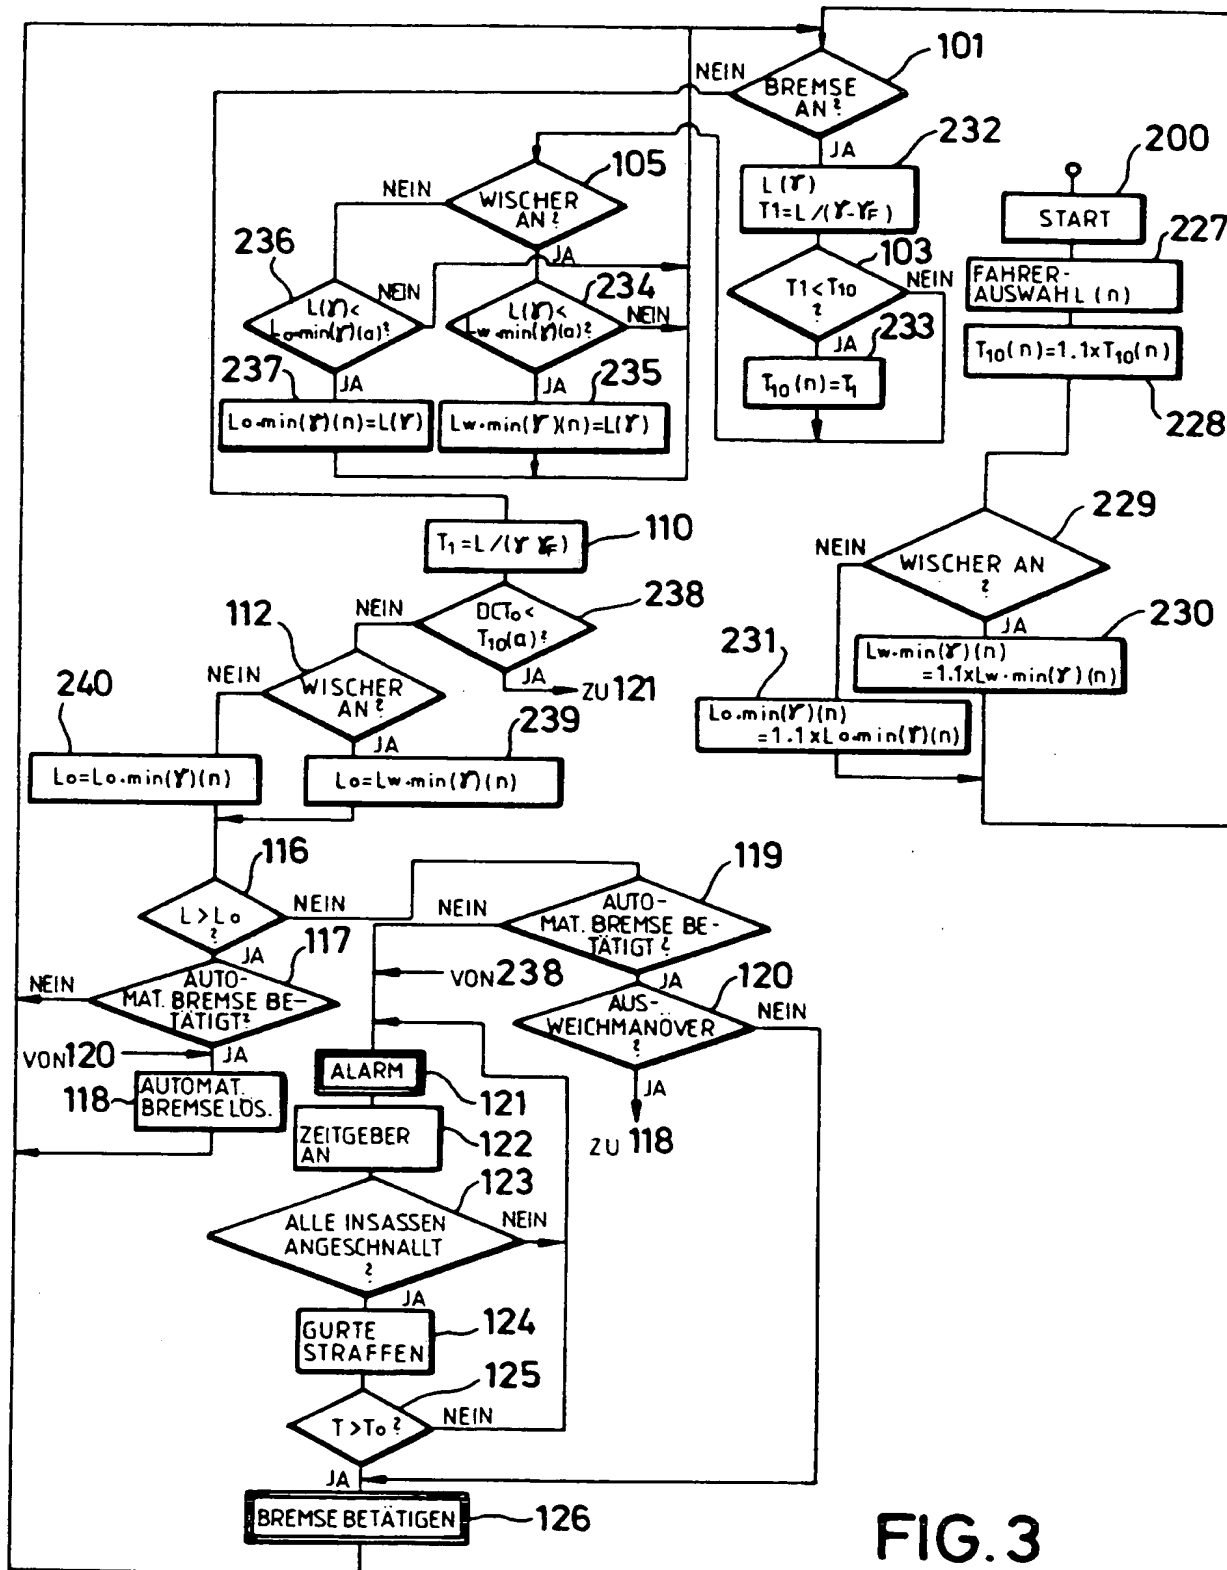 101
NEIN
BREMSE
AN?
JA
232
L(γ)
T1=L/(γ-γF)
200
START
105
NEIN
WISCHER
AN?
JA
103
T1<T10
?
NEIN
JA
227
FAHRER-
AUSWAHL(n)
236
L(γ)<
Lo·min(γ)(a)?
NEIN
JA
234
L(γ)<
Lw·min(γ)(a)?
NEIN
JA
233
T10(n)=T1
T10(n)=1.1xT10(n)
228
237
Lo·min(γ)(n)=L(γ)
235
Lw·min(γ)(n)=L(γ)
110
T1=L/(γ γF)
229
NEIN
WISCHER AN
?
JA
238
NEIN
DCTo<
T10(a)?
JA
ZU 121
112
NEIN
WISCHER
AN?
JA
230
Lw·min(γ)(n)
=1.1xLw·min(γ)(n)
231
Lo·min(γ)(n)
=1.1xLo·min(γ)(n)
240
Lo=Lo·min(γ)(n)
239
Lo=Lw·min(γ)(n)
116
L>Lo
?
NEIN
JA
119
NEIN
AUTO-
MAT. BREMSE BE-
TÄTIGT?
JA
117
NEIN
AUTO-
MAT. BREMSE BE-
TÄTIGT?
JA
VON 238
120
AUS-
WEICHMANÖVER
?
NEIN
JA
ZU 118
VON 120
118
AUTOMAT.
BREMSE LÖS.
ALARM
121
ZEITGEBER
AN
122
123
ALLE INSASSEN
ANGESCHNALLT
?
NEIN
JA
GURTE
STRAFFEN
124
125
T>To?
NEIN
JA
BREMSE BETÄTIGEN
126
FIG. 3